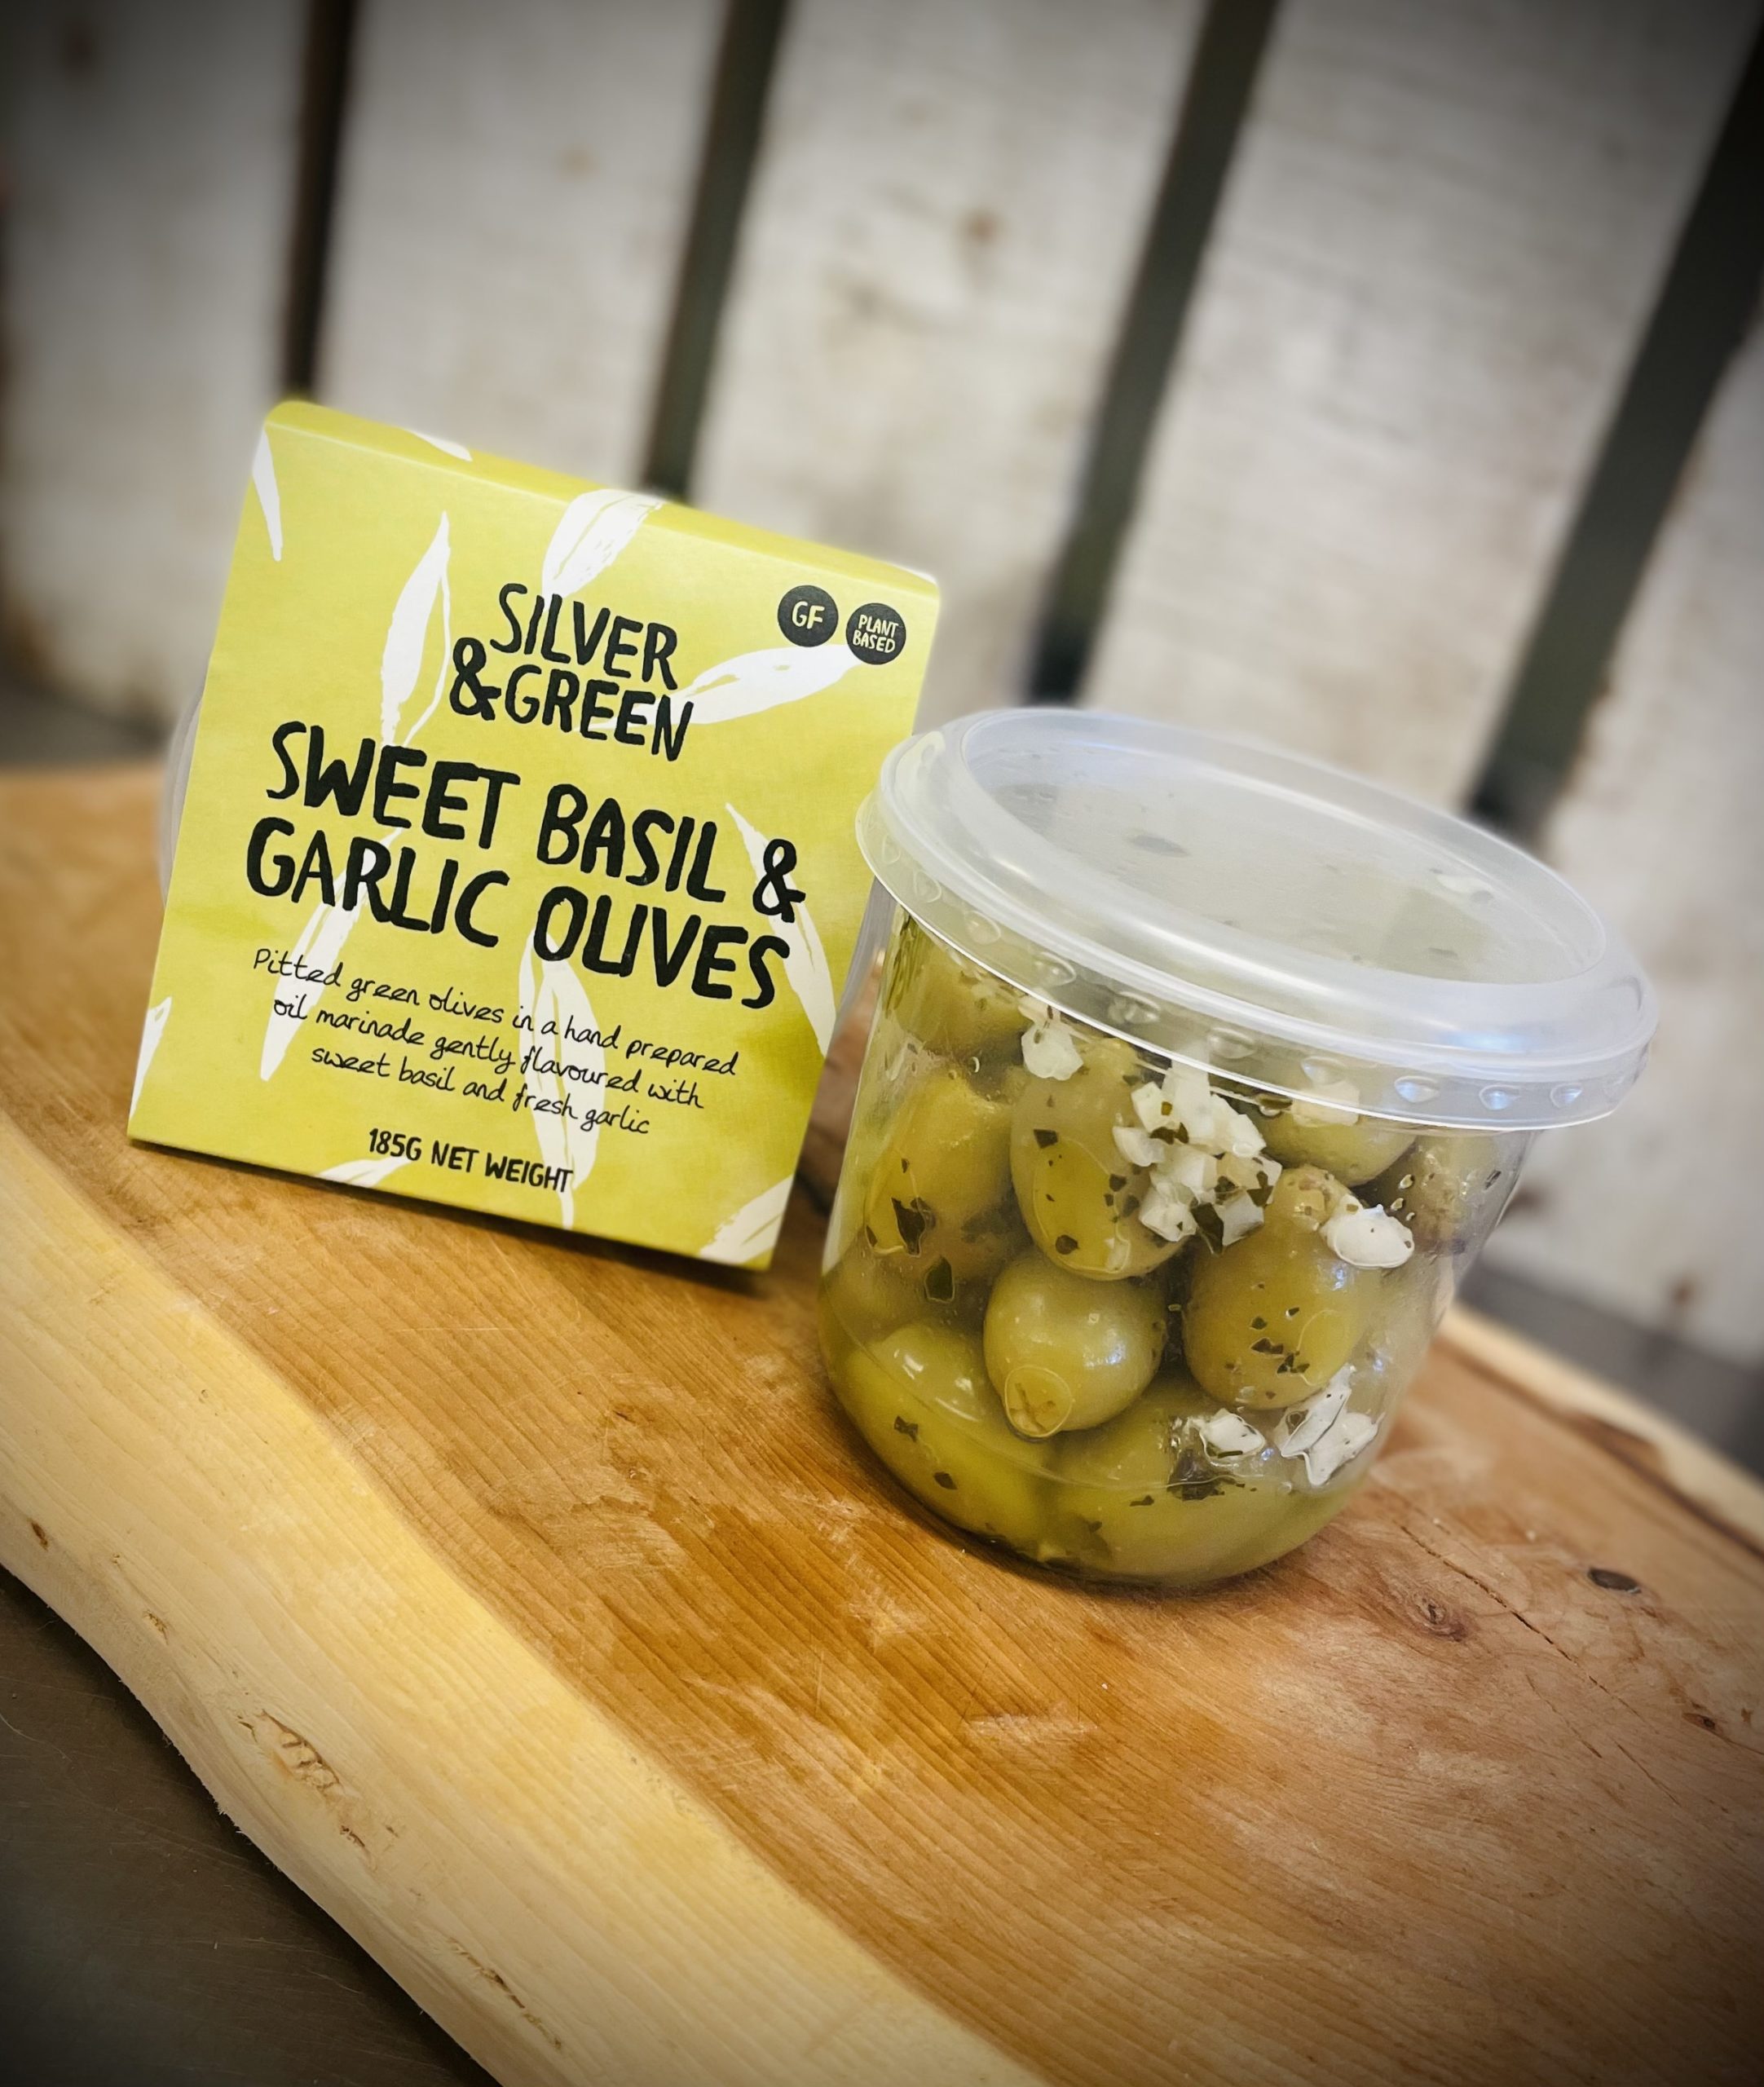 GF
PLANT
BASED
SILVER
&GREEN
SWEET BASIL &
GARLIC OLIVES
Pitted green olives in a hand prepared
oil marinade gently flavoured with
sweet basil and fresh garlic
185G NET WEIGHT